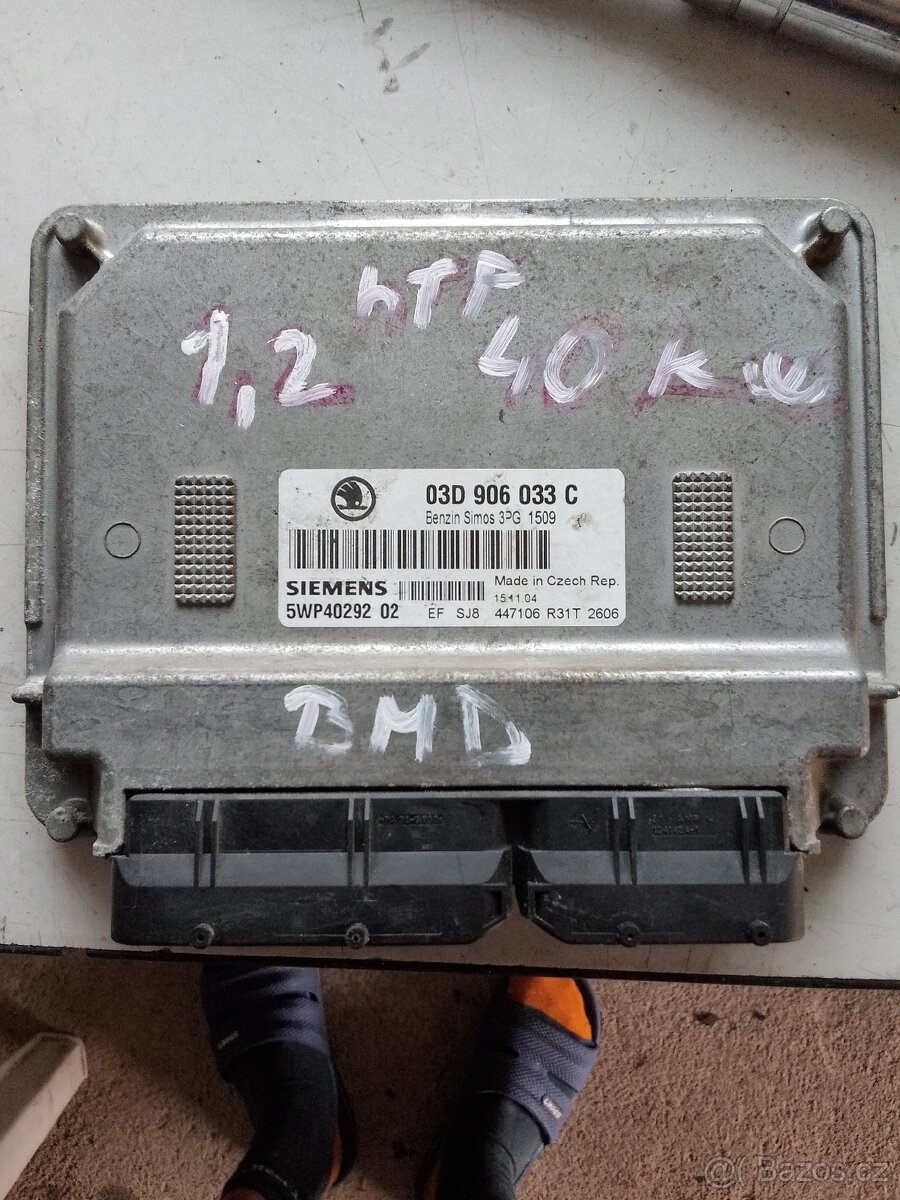 hTP
1,2 40 Kw
03D 906 033 C
Benzin Simos 3PG 1509
SIEMENS
Made in Czech Rep.
15.11.04
5WP40292 02 EF SJ8 447106 R31T 2606
BMD
Bazos.cz